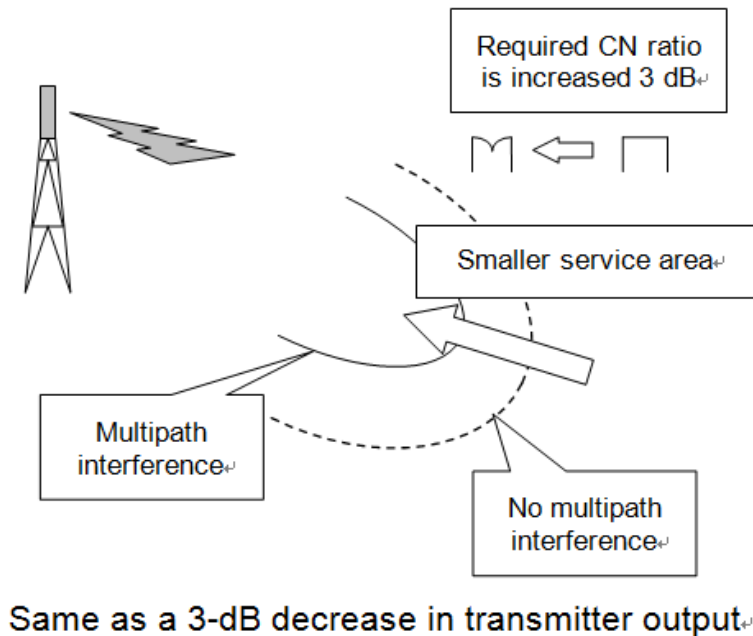 Required CN ratio
is increased 3 dB↵
Smaller service area↵
Multipath
interference↵
No multipath
interference↵
Same as a 3-dB decrease in transmitter output↵